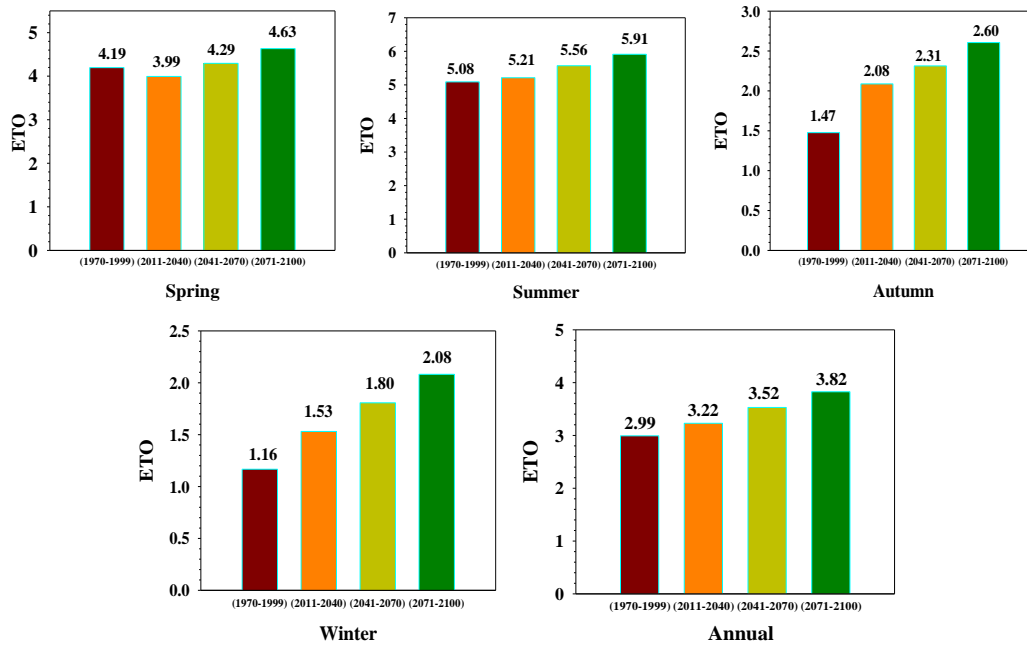 4.19 3.99 4.29 4.63
5
4
3
2
1
0
ETO
(1970-1999) (2011-2040) (2041-2070) (2071-2100)
Spring
5.08 5.21 5.56 5.91
7
6
5
4
3
2
1
0
ETO
(1970-1999) (2011-2040) (2041-2070) (2071-2100)
Summer
1.47 2.08 2.31 2.60
3.0
2.5
2.0
1.5
1.0
0.5
0.0
ETO
(1970-1999) (2011-2040) (2041-2070) (2071-2100)
Autumn
1.16 1.53 1.80 2.08
2.5
2.0
1.5
1.0
0.5
0.0
ETO
(1970-1999) (2011-2040) (2041-2070) (2071-2100)
Winter
2.99 3.22 3.52 3.82
5
4
3
2
1
0
ETO
(1970-1999) (2011-2040) (2041-2070) (2071-2100)
Annual